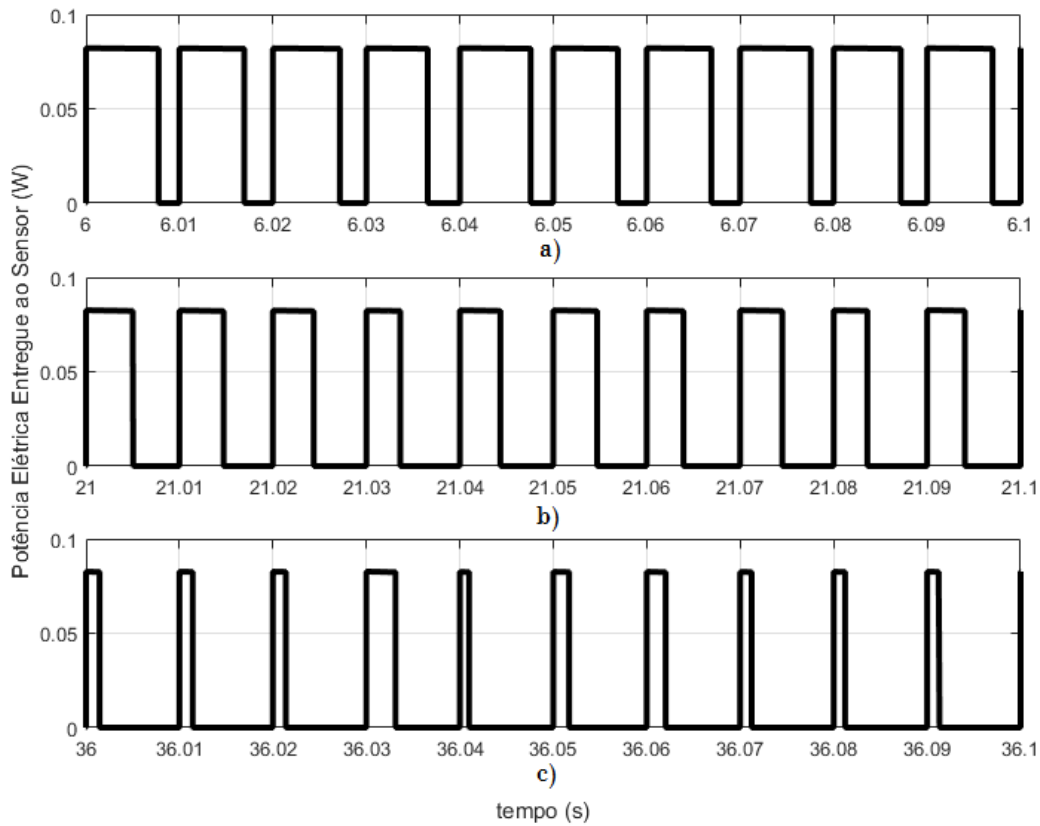 Potência Elétrica Entregue ao Sensor (W)
0.1
0.05
0
6 6.01 6.02 6.03 6.04 6.05 6.06 6.07 6.08 6.09 6.1
a)
0.1
0.05
0
21 21.01 21.02 21.03 21.04 21.05 21.06 21.07 21.08 21.09 21.1
b)
0.1
0.05
0
36 36.01 36.02 36.03 36.04 36.05 36.06 36.07 36.08 36.09 36.1
c)
tempo (s)